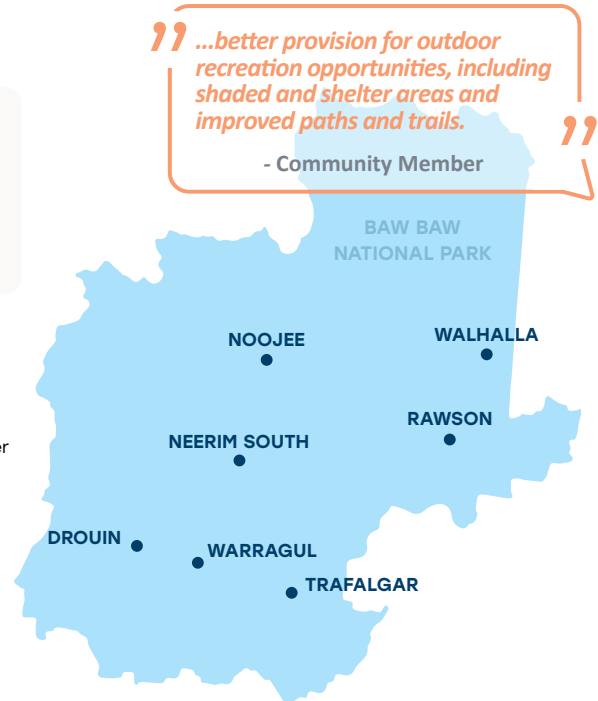 ...better provision for outdoor
recreation opportunities, including
shaded and shelter areas and
improved paths and trails.
- Community Member
BAW BAW
NATIONAL PARK
NOOJEE
WALHALLA
RAWSON
NEERIM SOUTH
er
DROUIN
WARRAGUL
TRAFALGAR